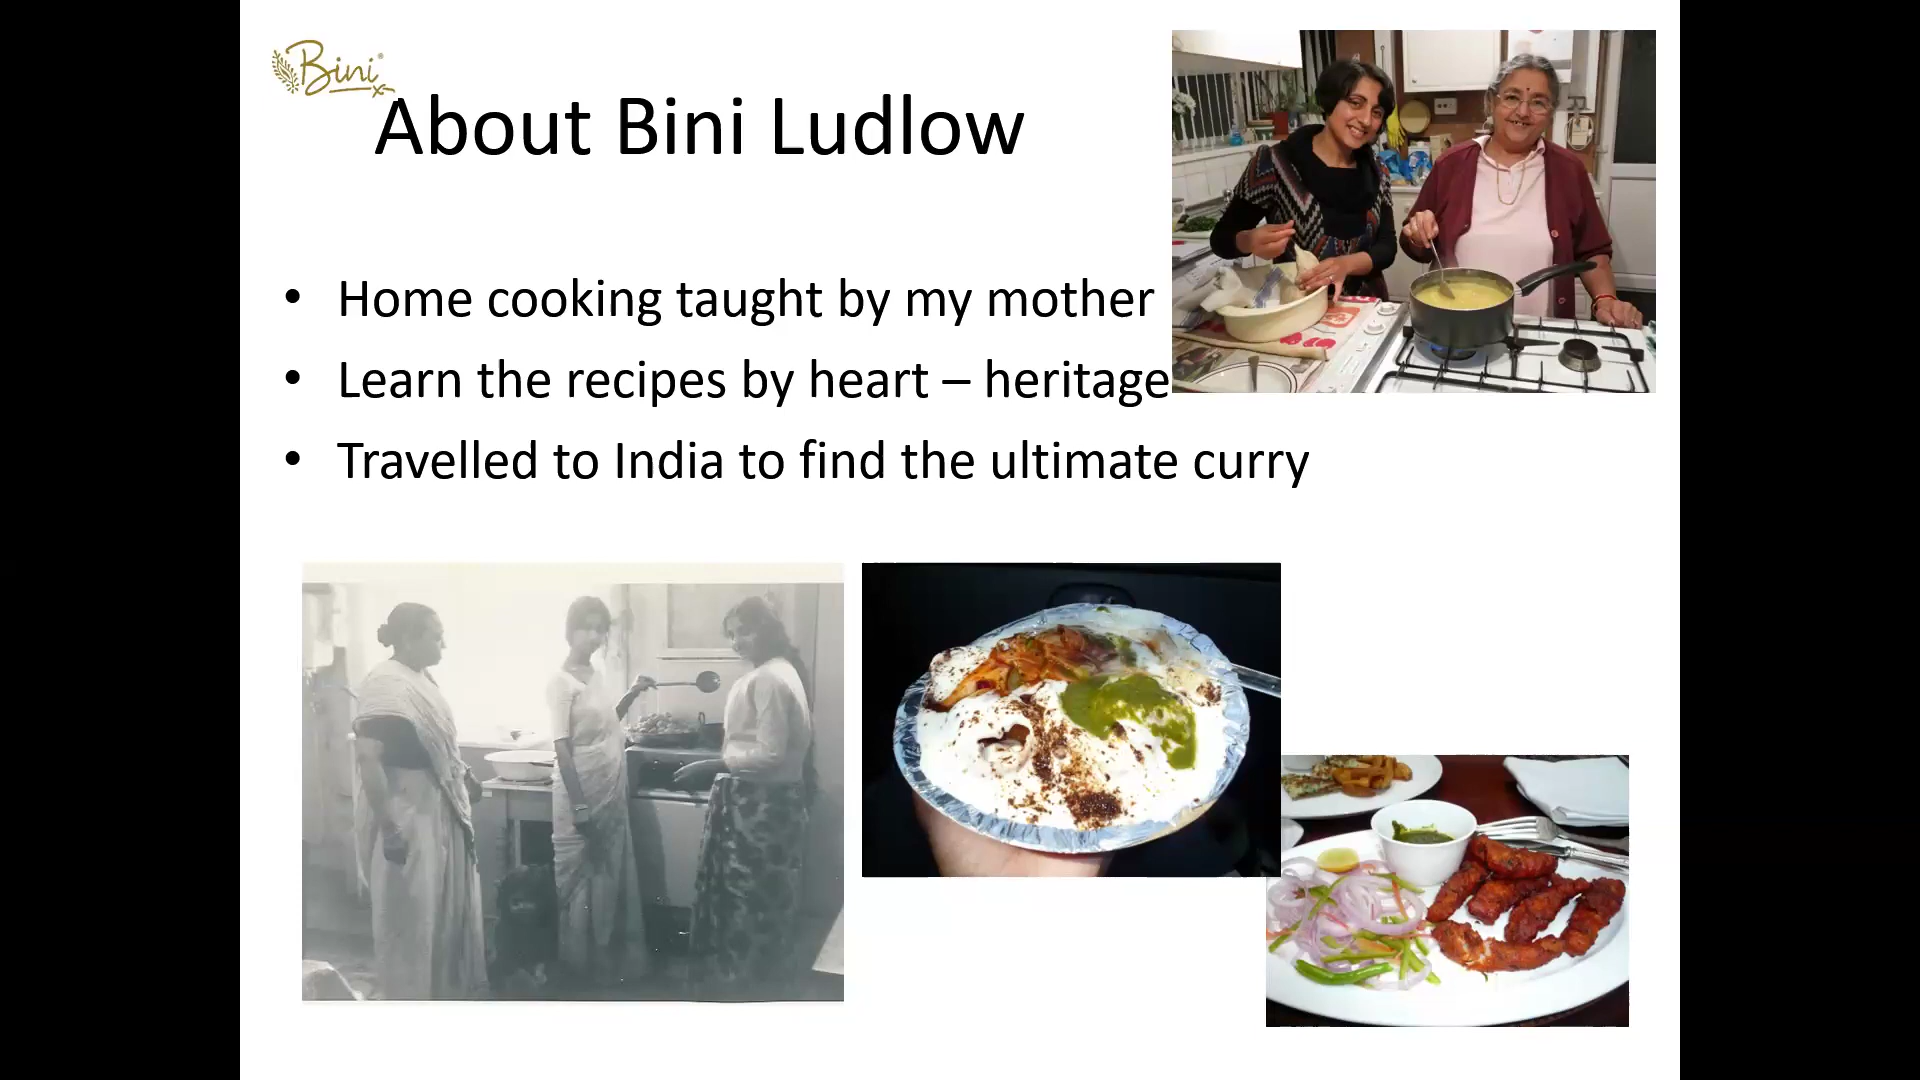 Bini
About Bini Ludlow
• Home cooking taught by my mother
• Learn the recipes by heart – heritage
• Travelled to India to find the ultimate curry